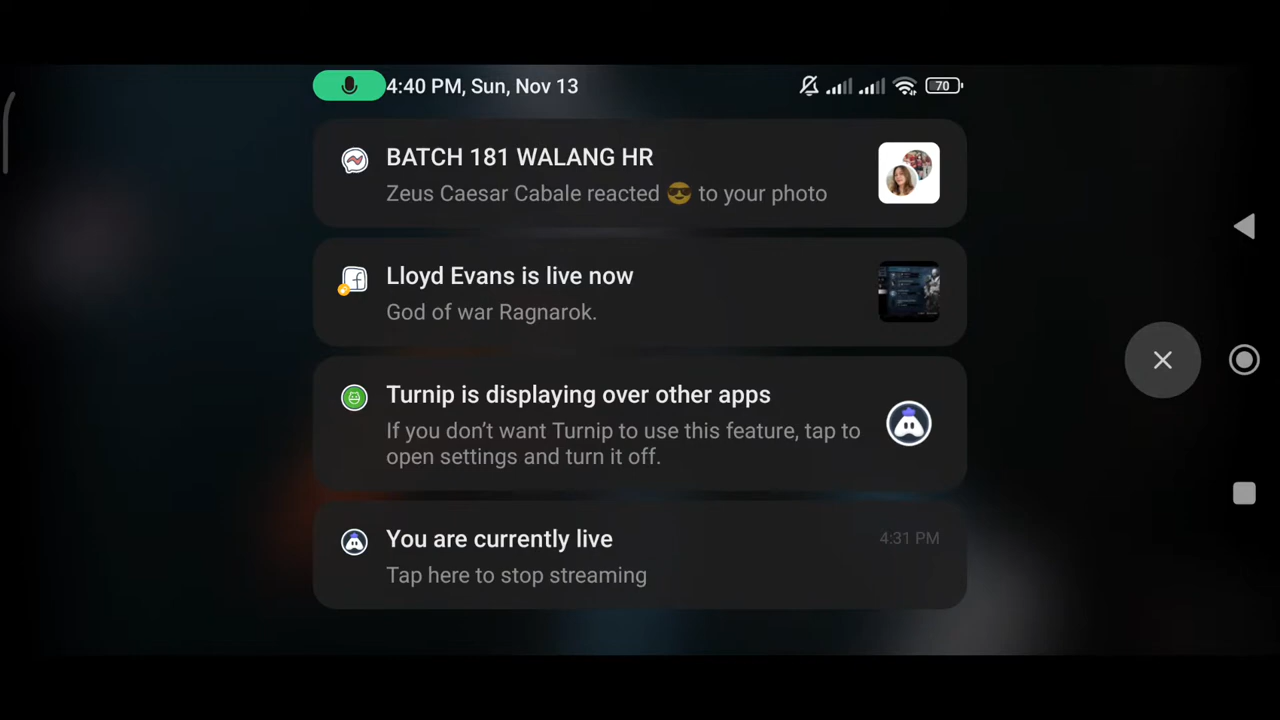 4:40 PM, Sun, Nov 13
70
BATCH 181 WALANG HR
Zeus Caesar Cabale reacted 😎 to your photo
Lloyd Evans is live now
God of war Ragnarok.
Turnip is displaying over other apps
If you don’t want Turnip to use this feature, tap to
open settings and turn it off.
You are currently live
4:31 PM
Tap here to stop streaming